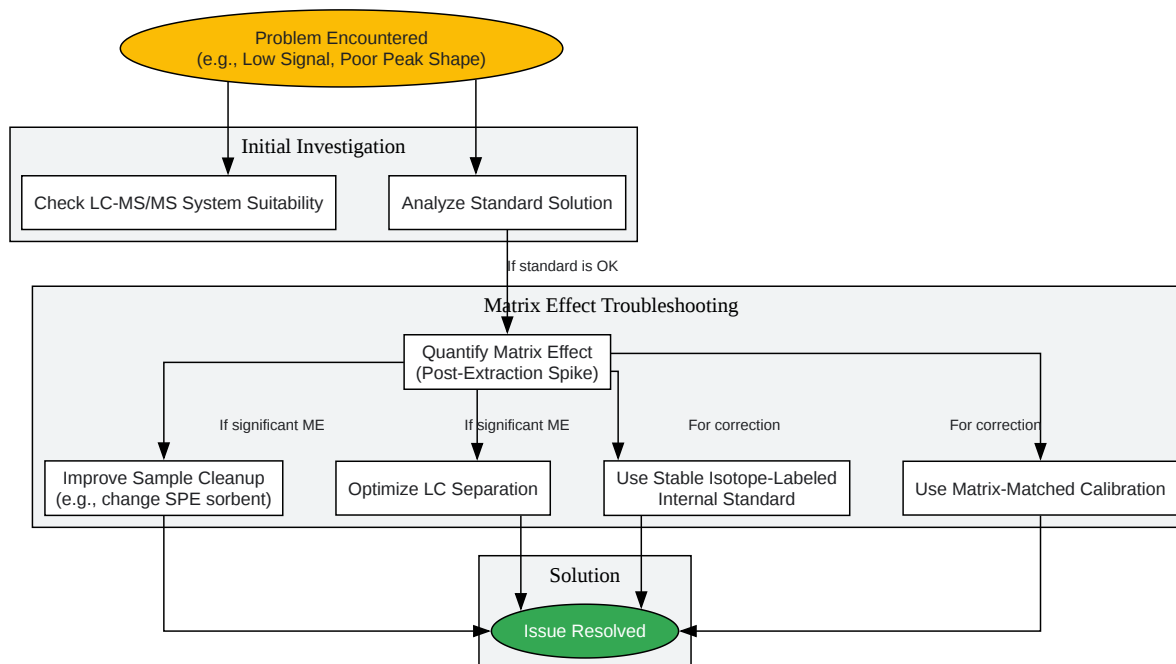 Problem Encountered
(e.g., Low Signal, Poor Peak Shape)
Initial Investigation
Check LC-MS/MS System Suitability
Analyze Standard Solution
If standard is OK
Matrix Effect Troubleshooting
Quantify Matrix Effect
(Post-Extraction Spike)
If significant ME
If significant ME
For correction
For correction
Improve Sample Cleanup
(e.g., change SPE sorbent)
Optimize LC Separation
Use Stable Isotope-Labeled
Internal Standard
Use Matrix-Matched Calibration
Solution
Issue Resolved